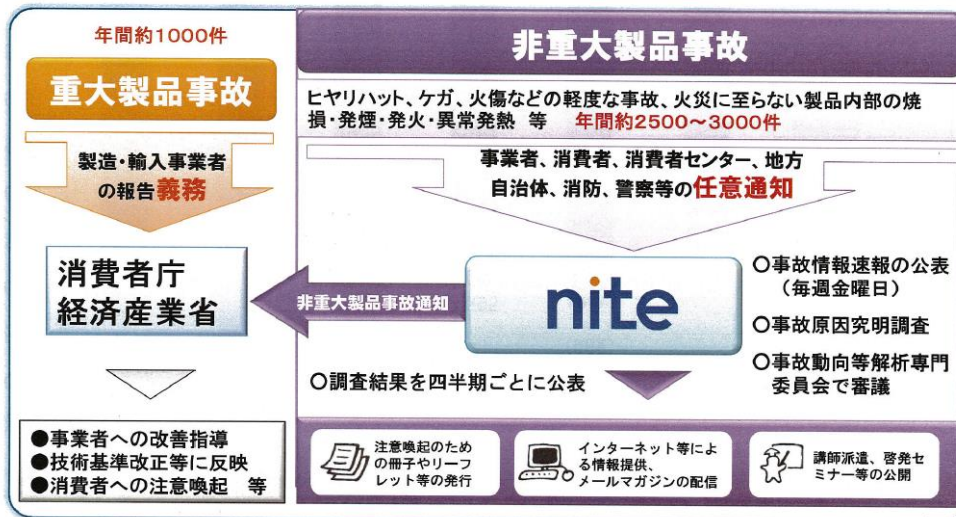 年間約1000件
重大製品事故
製造・輸入事業者
の報告義務
消費者庁
経済産業省
●事業者への改善指導
●技術基準改正等に反映
●消費者への注意喚起　等
非重大製品事故
ヒヤリハット、ケガ、火傷などの軽度な事故、火災に至らない製品内部の焼
損・発煙・発火・異常発熱　等　年間約2500～3000件
事業者、消費者、消費者センター、地方
自治体、消防、警察等の任意通知
非重大製品事故通知
nite
○事故情報速報の公表
（毎週金曜日）
○事故原因究明調査
○事故動向等解析専門
委員会で審議
○調査結果を四半期ごとに公表
注意喚起のため
の冊子やリーフ
レット等の発行
インターネット等によ
る情報提供、
メールマガジンの配信
講師派遣、啓発セ
ミナー等の公開